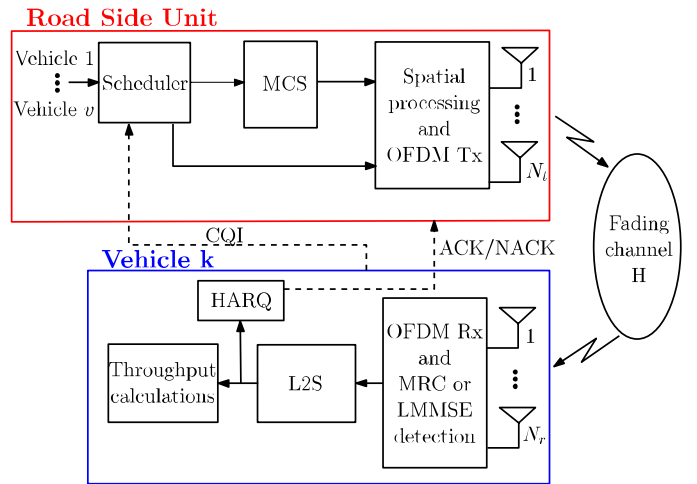 Road Side Unit
Vehicle 1
Vehicle v
Scheduler
MCS
Spatial
processing
and
OFDM Tx
1
N_t
Fading
channel
H
CQI
ACK/NACK
Vehicle k
HARQ
Throughput
calculations
L2S
OFDM Rx
and
MRC or
LMMSE
detection
1
N_r